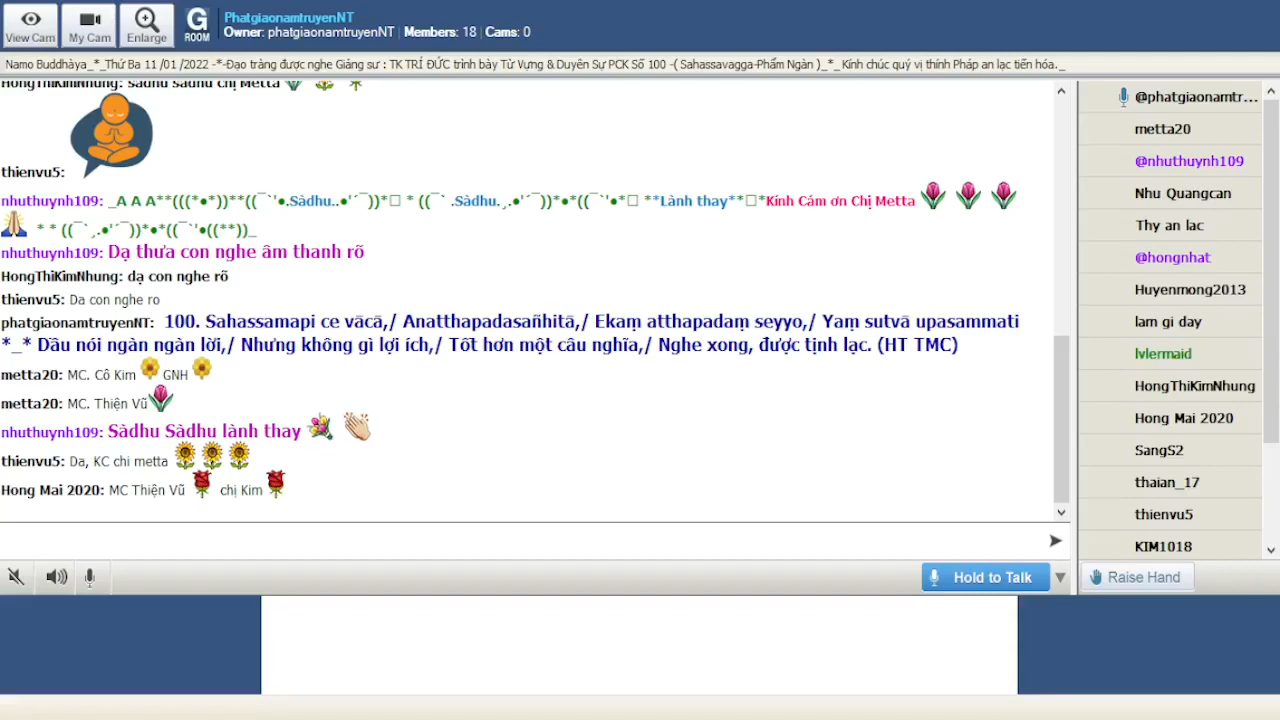 View Cam
My Cam
Enlarge
G
ROOM
PhatgiaonamtruyenNT
Owner: phatgiaonamtruyenNT | Members: 18 | Cams: 0
Namo Buddhàya_*_Thứ Ba 11 /01 /2022 -*-Đạo tràng được nghe Giảng sư : TK TRÍ ĐỨC trình bày Từ Vựng & Duyên Sự PCK Số 100 -( Sahassavagga-Phẩm Ngàn )_*_Kính chúc quý vị thính Pháp an lạc tiến hóa._
HongThiKimNhung: sadhu sadhu chị Metta
thienvu5:
nhuthuynh109: _A A A**(((*•*))**((¯`'•.Sàdhu..•'´¯))*□ * ((¯` .Sàdhu.¸.•'´¯))*•*((¯`'•*□ **Lành thay**□*Kính Cám ơn Chị Metta
* * ((¯`¸.•'´¯))*•*((¯`'•((**))_
nhuthuynh109: Dạ thưa con nghe âm thanh rõ
HongThiKimNhung: dạ con nghe rõ
thienvu5: Da con nghe ro
phatgiaonamtruyenNT: 100. Sahassamapi ce vācā,/ Anatthapadasañhitā,/ Ekaṃ atthapadaṃ seyyo,/ Yaṃ sutvā upasammati
*_* Dầu nói ngàn ngàn lời,/ Nhưng không gì lợi ích,/ Tốt hơn một câu nghĩa,/ Nghe xong, được tịnh lạc. (HT TMC)
metta20: MC. Cô Kim GNH
metta20: MC. Thiện Vũ
nhuthuynh109: Sàdhu Sàdhu lành thay
thienvu5: Da, KC chi metta
Hong Mai 2020: MC Thiện Vũ chị Kim
@phatgiaonamtr...
metta20
@nhuthuynh109
Nhu Quangcan
Thy an lac
@hongnhat
Huyenmong2013
lam gi day
lvlermaid
HongThiKimNhung
Hong Mai 2020
SangS2
thaian_17
thienvu5
KIM1018
Hold to Talk
Raise Hand